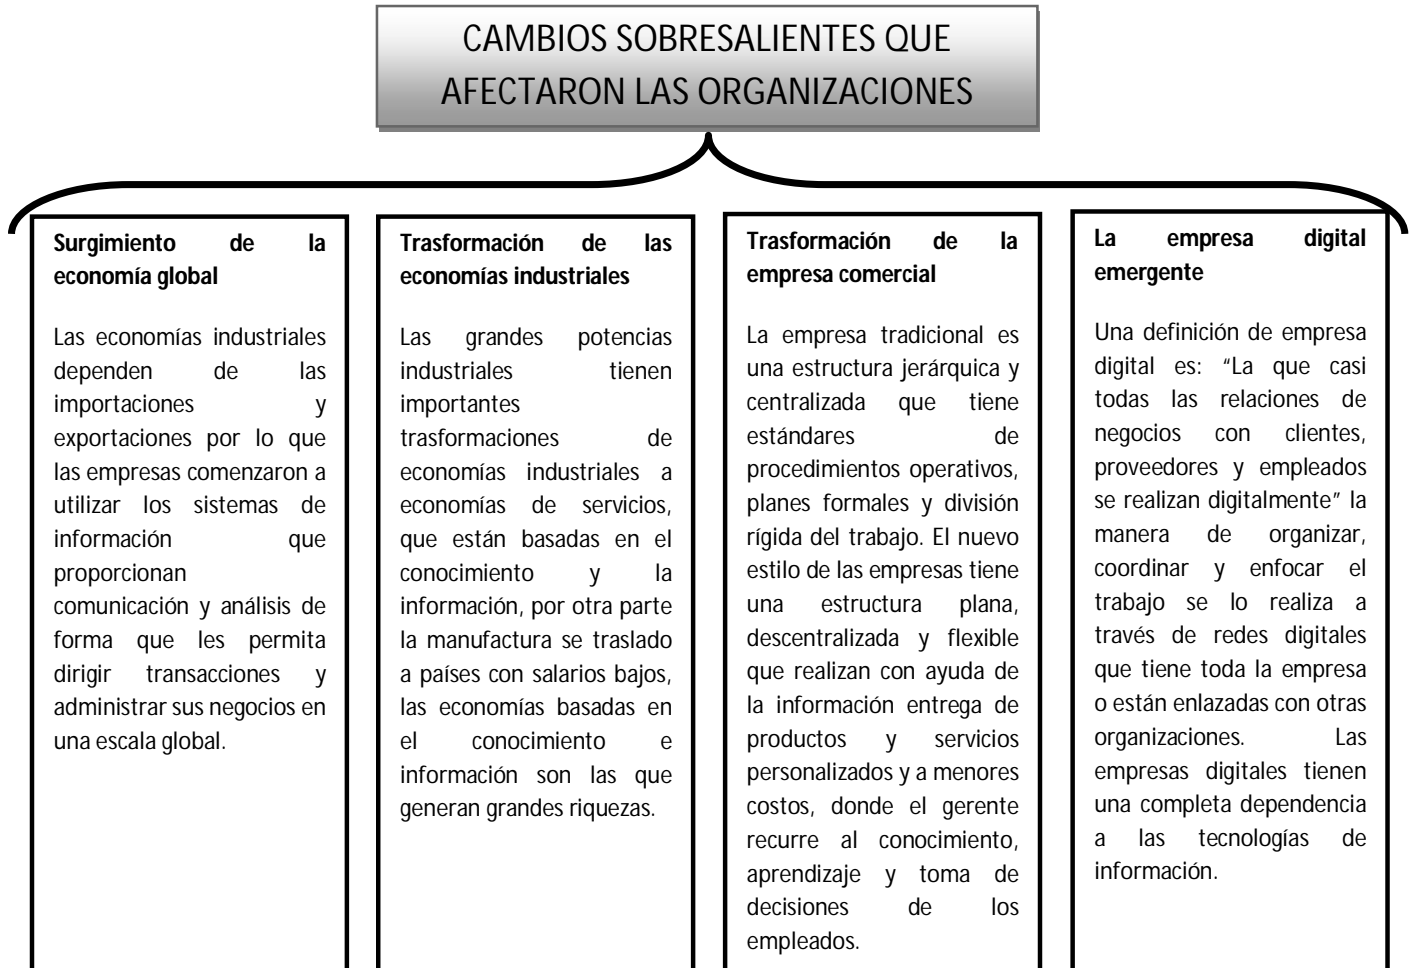 CAMBIOS SOBRESALIENTES QUE
AFECTARON LAS ORGANIZACIONES
Surgimiento de la
economía global
Las economías industriales
dependen de las
importaciones y
exportaciones por lo que
las empresas comenzaron a
utilizar los sistemas de
información que
proporcionan
comunicación y análisis de
forma que les permita
dirigir transacciones y
administrar sus negocios en
una escala global.
Trasformación de las
economías industriales
Las grandes potencias
industriales tienen
importantes
trasformaciones de
economías industriales a
economías de servicios,
que están basadas en el
conocimiento y la
información, por otra parte
la manufactura se traslado
a países con salarios bajos,
las economías basadas en
el conocimiento e
información son las que
generan grandes riquezas.
Trasformación de la
empresa comercial
La empresa tradicional es
una estructura jerárquica y
centralizada que tiene
estándares de
procedimientos operativos,
planes formales y división
rígida del trabajo. El nuevo
estilo de las empresas tiene
una estructura plana,
descentralizada y flexible
que realizan con ayuda de
la información entrega de
productos y servicios
personalizados y a menores
costos, donde el gerente
recurre al conocimiento,
aprendizaje y toma de
decisiones de los
empleados.
La empresa digital
emergente
Una definición de empresa
digital es: “La que casi
todas las relaciones de
negocios con clientes,
proveedores y empleados
se realizan digitalmente” la
manera de organizar,
coordinar y enfocar el
trabajo se lo realiza a
través de redes digitales
que tiene toda la empresa
o están enlazadas con otras
organizaciones. Las
empresas digitales tienen
una completa dependencia
a las tecnologías de
información.